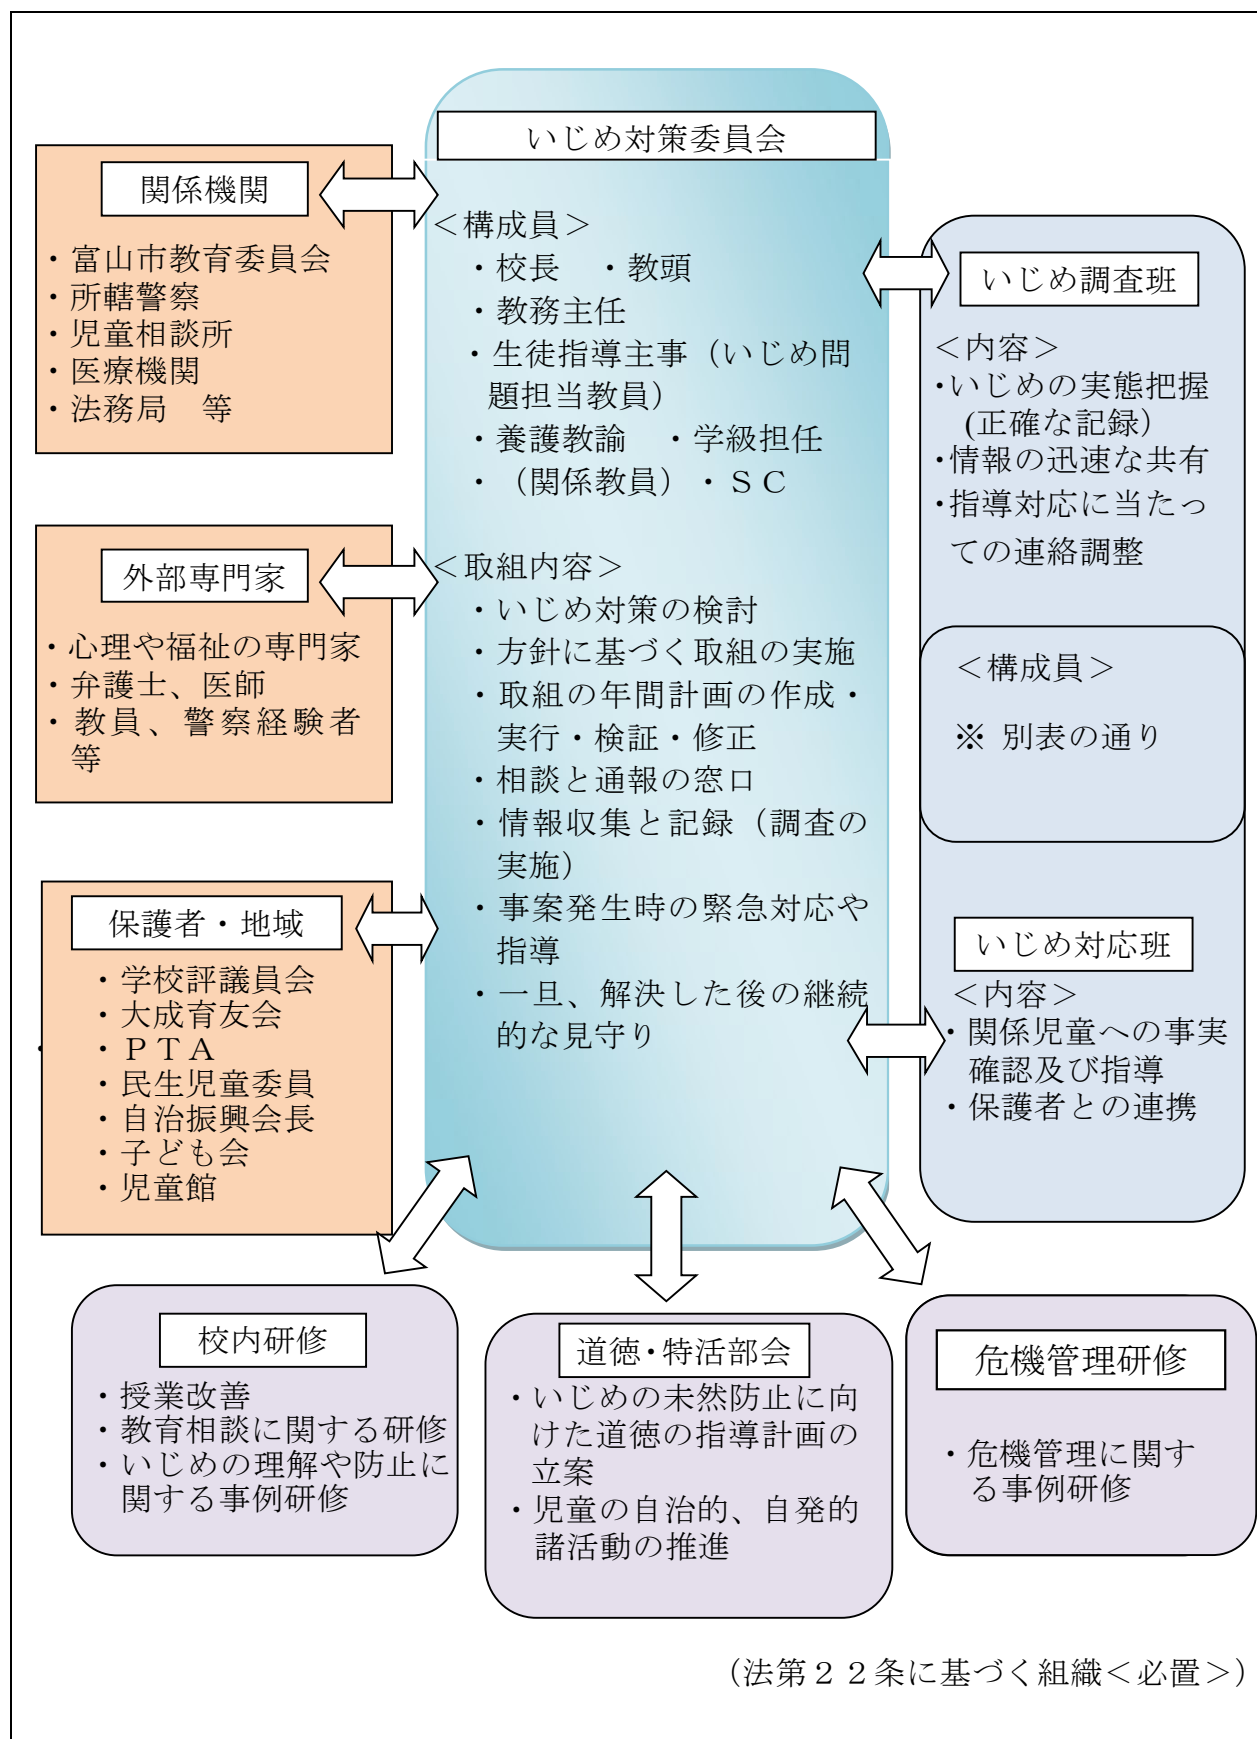 いじめ対策委員会
＜構成員＞
・校長　・教頭
・教務主任
・生徒指導主事（いじめ問
題担当教員）
・養護教諭　・学級担任
・（関係教員）・ＳＣ
＜取組内容＞
・いじめ対策の検討
・方針に基づく取組の実施
・取組の年間計画の作成・
実行・検証・修正
・相談と通報の窓口
・情報収集と記録（調査の
実施）
・事案発生時の緊急対応や
指導
・一旦、解決した後の継続
的な見守り
関係機関
・富山市教育委員会
・所轄警察
・児童相談所
・医療機関
・法務局　等
外部専門家
・心理や福祉の専門家
・弁護士、医師
・教員、警察経験者
等
保護者・地域
・学校評議員会
・大成育友会
・ＰＴＡ
・民生児童委員
・自治振興会長
・子ども会
・児童館
いじめ調査班
＜内容＞
・いじめの実態把握
(正確な記録）
・情報の迅速な共有
・指導対応に当たっ
ての連絡調整
＜構成員＞
※ 別表の通り
いじめ対応班
＜内容＞
・関係児童への事実
確認及び指導
・保護者との連携
校内研修
・授業改善
・教育相談に関する研修
・いじめの理解や防止に
関する事例研修
道徳・特活部会
・いじめの未然防止に向
けた道徳の指導計画の
立案
・児童の自治的、自発的
諸活動の推進
危機管理研修
・危機管理に関す
る事例研修
（法第２２条に基づく組織＜必置＞）